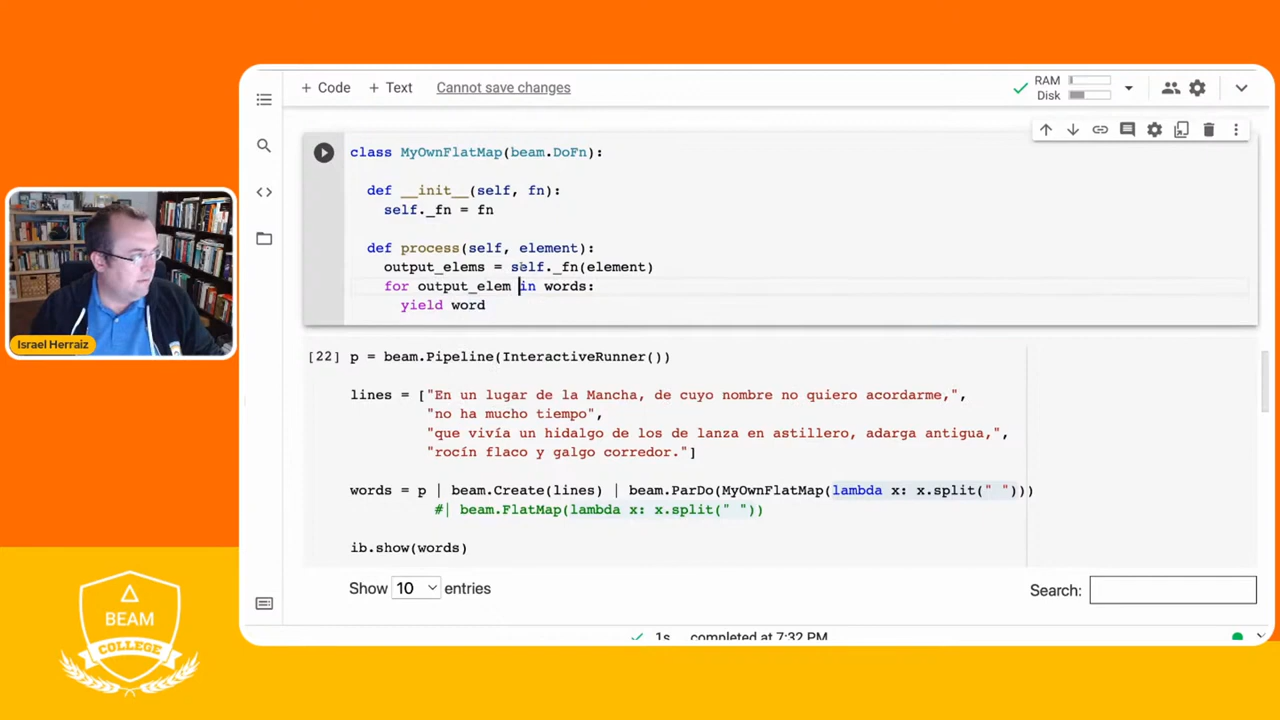 + Code + Text Cannot save changes
RAM
Disk
class MyOwnFlatMap(beam.DoFn):
def __init__(self, fn):
self._fn = fn
def process(self, element):
output_elems = self._fn(element)
for output_elem in words:
yield word
Israel Herraiz
[22] p = beam.Pipeline(InteractiveRunner())
lines = ["En un lugar de la Mancha, de cuyo nombre no quiero acordarme,",
"no ha mucho tiempo",
"que vivía un hidalgo de los de lanza en astillero, adarga antigua,",
"rocín flaco y galgo corredor."]
words = p | beam.Create(lines) | beam.ParDo(MyOwnFlatMap(lambda x: x.split(" ")))
#| beam.FlatMap(lambda x: x.split(" "))
ib.show(words)
Show 10 entries
Search:
1s completed at 7:32 PM
BEAM
COLLEGE